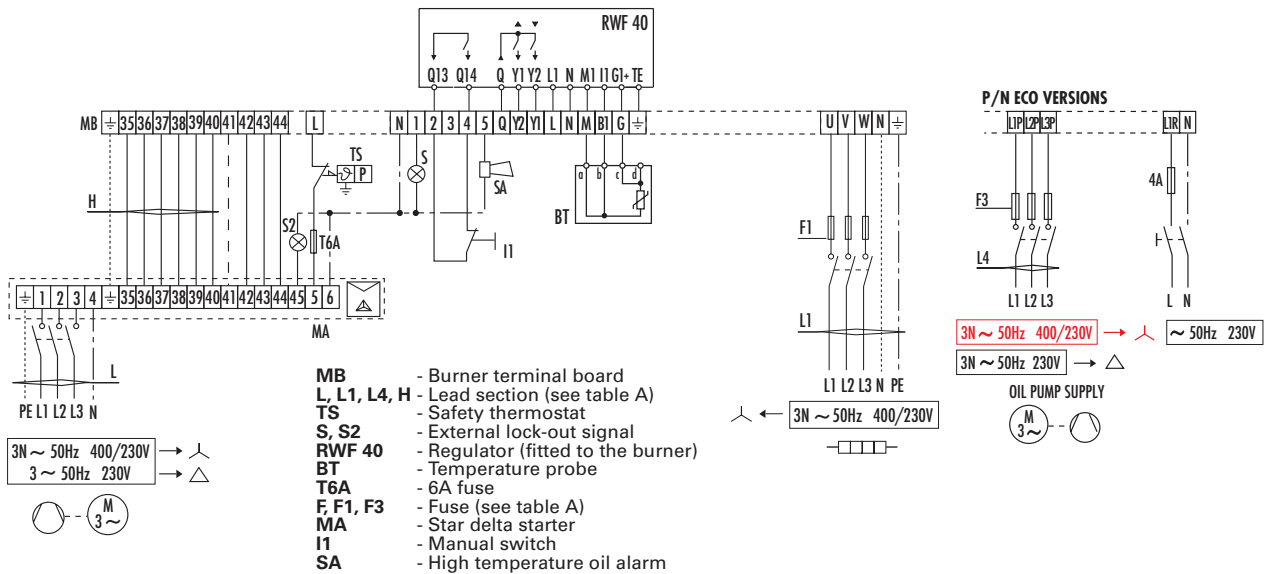 RWF 40
Q13 Q14 Q Y1 Y2 L1 N M1 I1 G1+ TE
MB 35 36 37 38 39 40 41 42 43 44 L N 1 2 3 4 5 Q Y2 Y1 L N M B1 G
U V W N
P/N ECO VERSIONS
L1P L2P L3P L1R N
TS
P
S
SA
a b c d
BT
4A
H
S2
T6A
I1
F1
F3
L4
L1 L2 L3 L N
1 2 3 4 35 36 37 38 39 40 41 42 43 44 45 5 6
MA
L
PE L1 L2 L3 N
L1
L1 L2 L3 N PE
3N ~ 50Hz 400/230V
3N ~ 50Hz 400/230V
~ 50Hz 230V
3N ~ 50Hz 230V
OIL PUMP SUPPLY
M
3~
3N ~ 50Hz 400/230V
3 ~ 50Hz 230V
M
3~
MB - Burner terminal board
L, L1, L4, H - Lead section (see table A)
TS - Safety thermostat
S, S2 - External lock-out signal
RWF 40 - Regulator (fitted to the burner)
BT - Temperature probe
T6A - 6A fuse
F, F1, F3 - Fuse (see table A)
MA - Star delta starter
I1 - Manual switch
SA - High temperature oil alarm